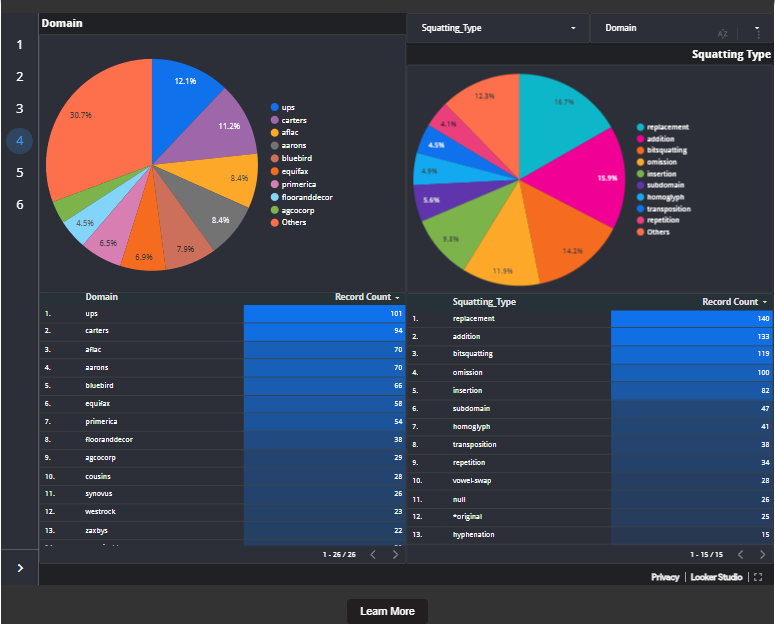 Domain
1
2
3
4
5
6
12.1%
11.2%
8.4%
8.4%
7.9%
6.9%
6.5%
4.5%
30.7%
ups
carters
aflac
aarons
bluebird
equifax
primerica
flooranddecor
agcocorp
Others
Domain Record Count
1. ups 101
2. carters 94
3. aflac 70
4. aarons 70
5. bluebird 66
6. equifax 58
7. primerica 54
8. flooranddecor 38
9. agcocorp 29
10. cousins 28
11. synovus 26
12. westrock 23
13. zaxbys 22
1 - 26 / 26
Squatting_Type
Domain
Squatting Type
16.7%
15.9%
14.2%
11.9%
9.8%
5.6%
4.9%
4.5%
4.1%
12.3%
replacement
addition
bitsquatting
omission
insertion
subdomain
homoglyph
transposition
repetition
Others
Squatting_Type Record Count
1. replacement 140
2. addition 133
3. bitsquatting 119
4. omission 100
5. insertion 82
6. subdomain 47
7. homoglyph 41
8. transposition 38
9. repetition 34
10. vowel-swap 28
11. null 26
12. *original 25
13. hyphenation 15
1 - 15 / 15
Privacy
Looker Studio
Learn More